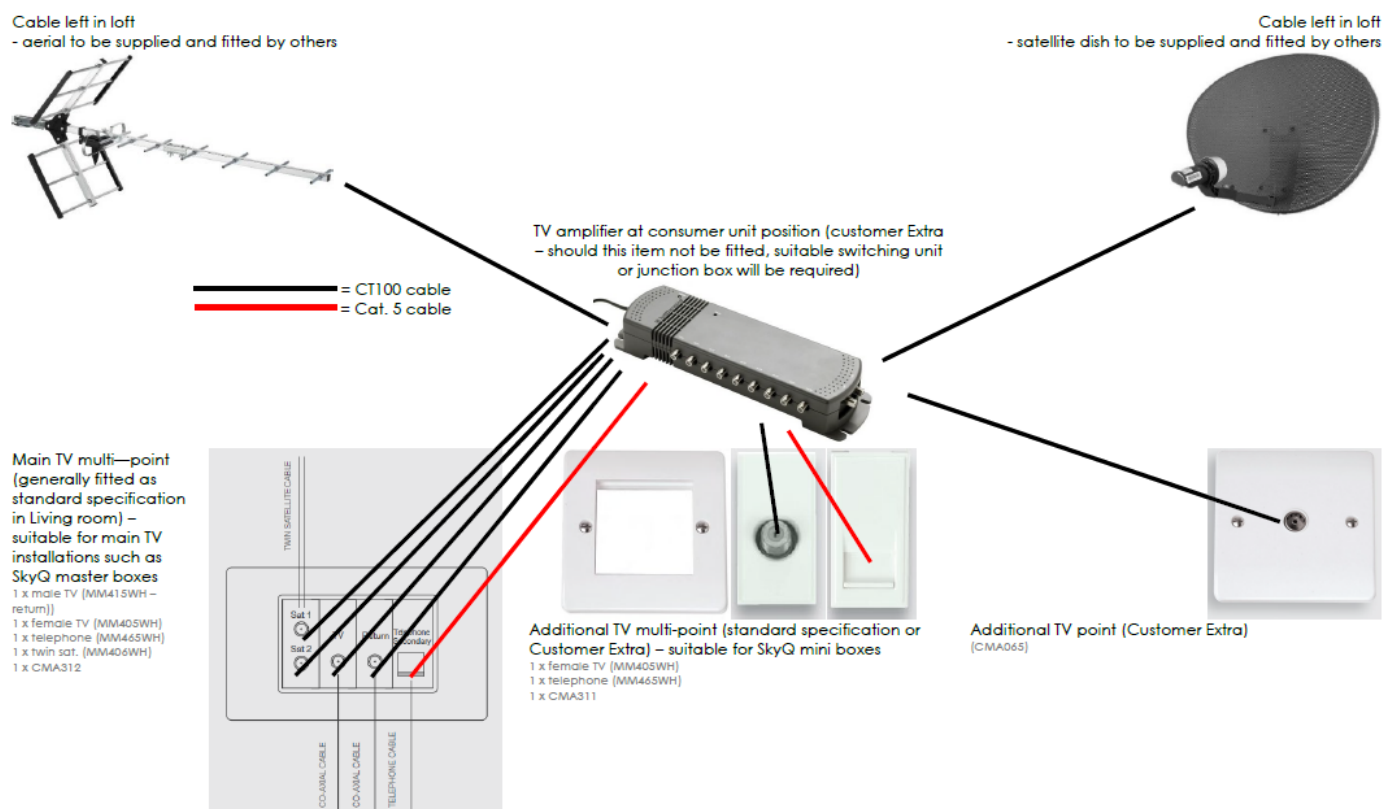 Cable left in loft
- aerial to be supplied and fitted by others
Cable left in loft
- satellite dish to be supplied and fitted by others
TV amplifier at consumer unit position (customer Extra
– should this item not be fitted, suitable switching unit
or junction box will be required)
= CT100 cable
= Cat. 5 cable
Main TV multi—point
(generally fitted as
standard specification
in Living room) –
suitable for main TV
installations such as
SkyQ master boxes
1 x male TV (MM415WH –
return))
1 x female TV (MM405WH)
1 x telephone (MM465WH)
1 x twin sat. (MM406WH)
1 x CMA312
TWIN SATELLITE CABLE
Sat 1
Sat 2
TV
Return
Telephone
Secondary
CO-AXIAL CABLE
CO-AXIAL CABLE
TELEPHONE CABLE
Additional TV multi-point (standard specification or
Customer Extra) – suitable for SkyQ mini boxes
1 x female TV (MM405WH)
1 x telephone (MM465WH)
1 x CMA311
Additional TV point (Customer Extra)
(CMA065)